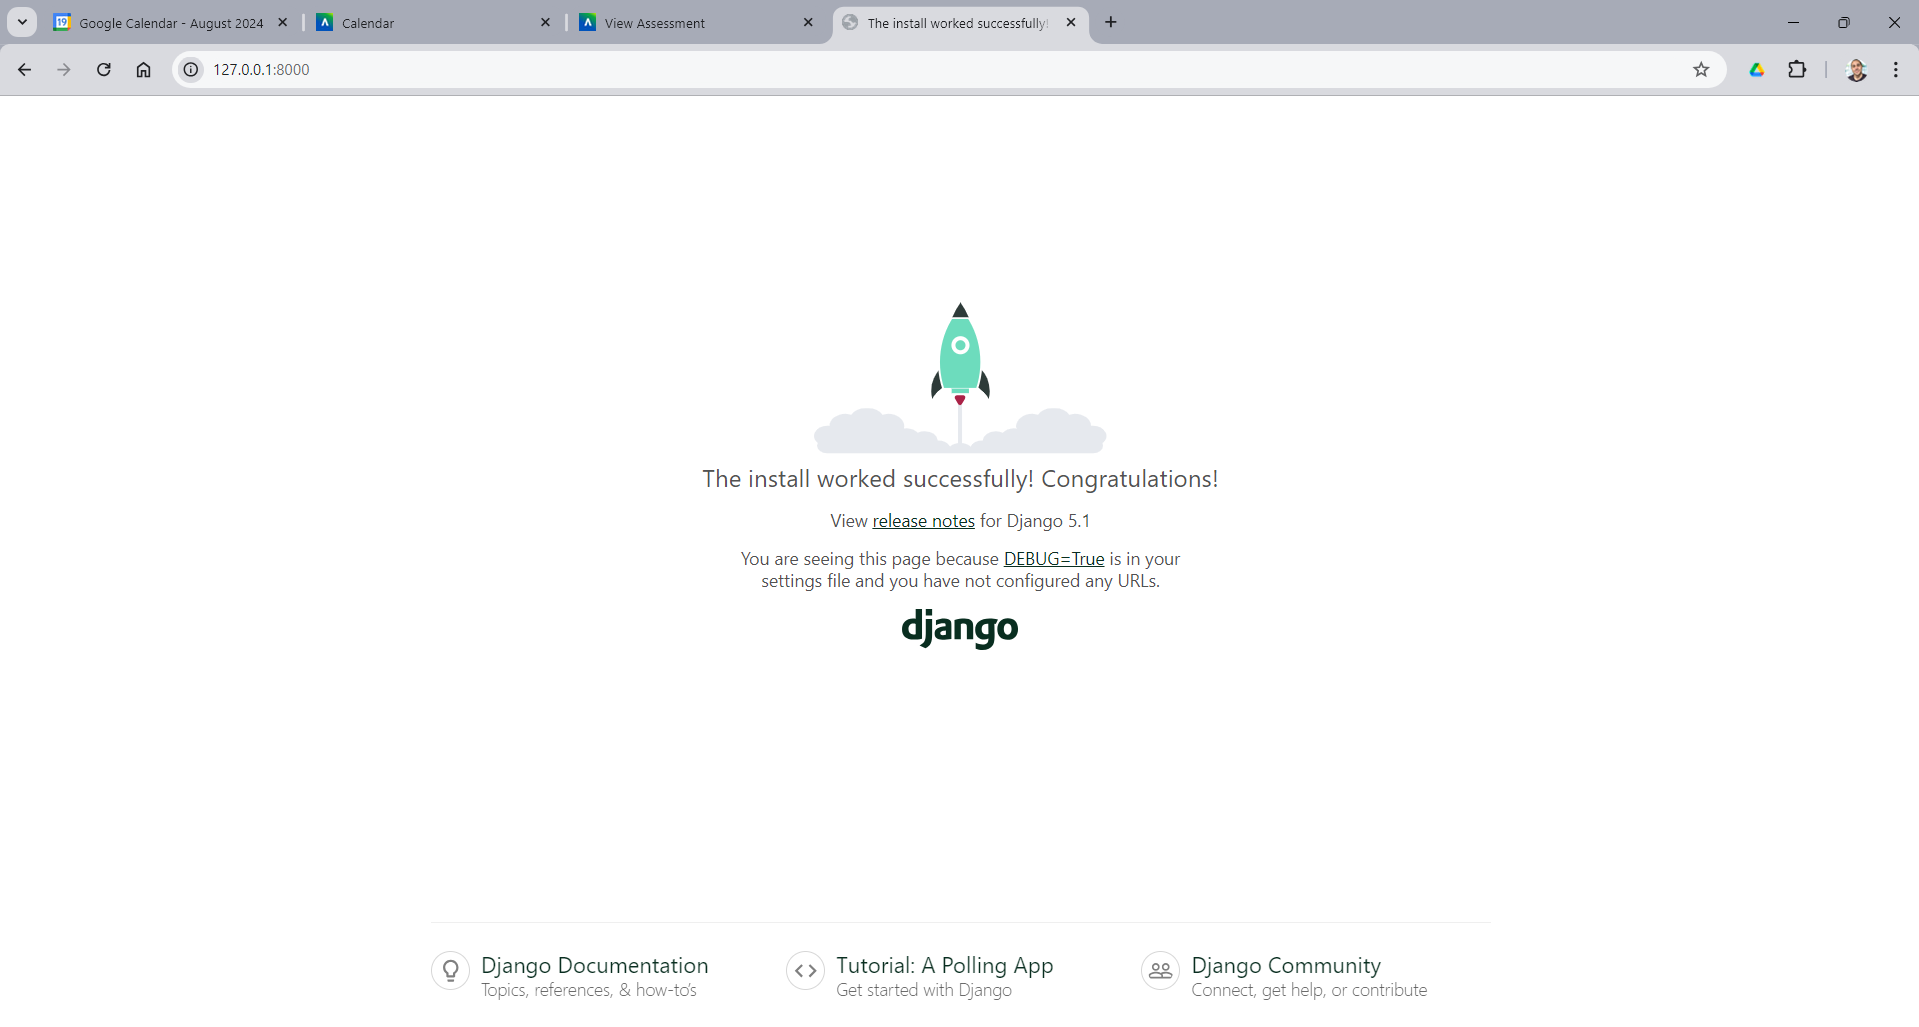 Google Calendar - August 2024
Calendar
View Assessment
The install worked successfully!
127.0.0.1:8000
The install worked successfully! Congratulations!
View release notes for Django 5.1
You are seeing this page because DEBUG=True is in your
settings file and you have not configured any URLs.
django
Django Documentation
Topics, references, & how-to’s
Tutorial: A Polling App
Get started with Django
Django Community
Connect, get help, or contribute